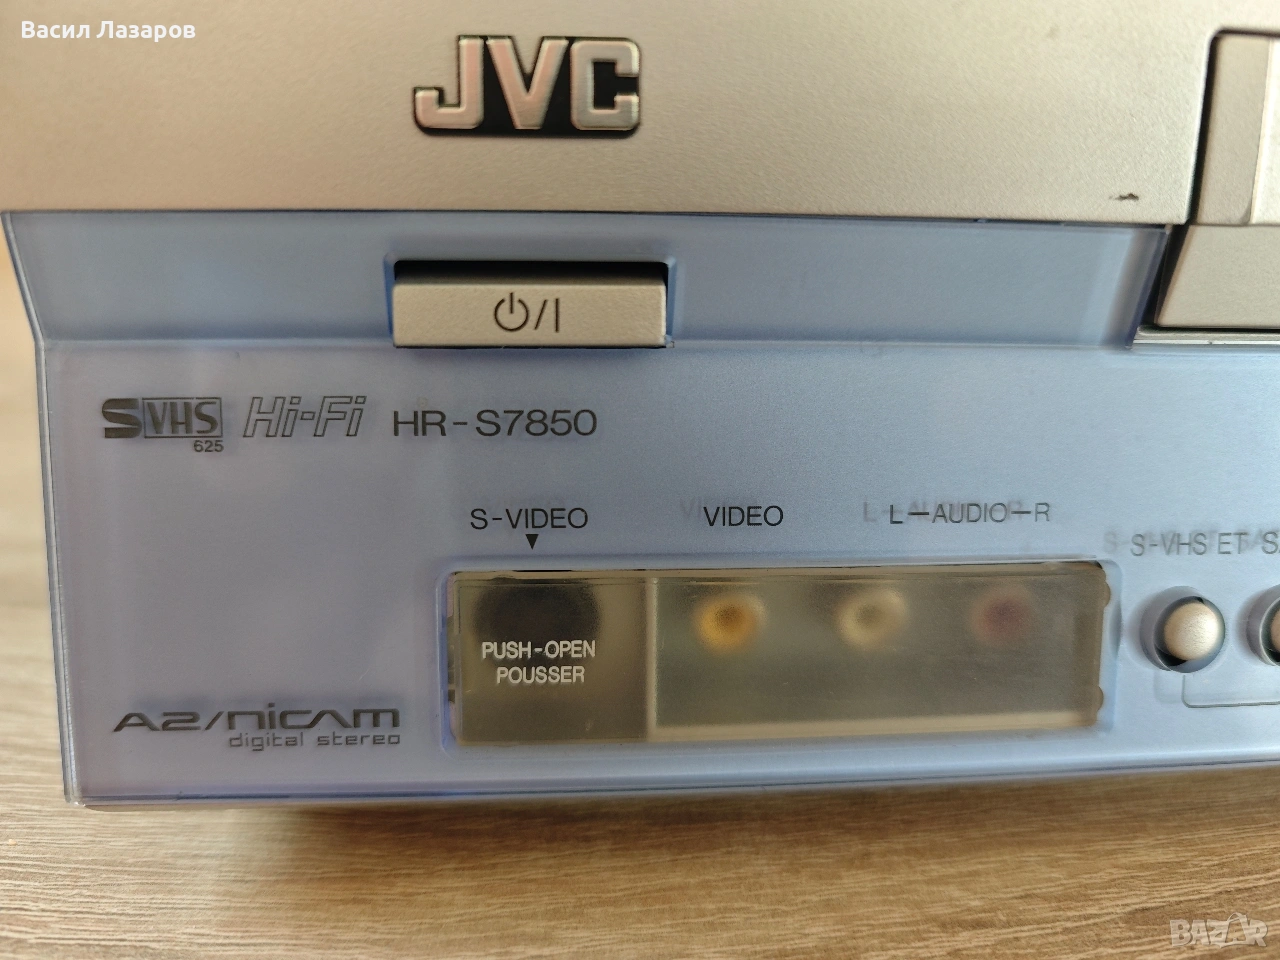 Васил Лазаров
JVC
⏻/I
S VHS 625 Hi-Fi HR-S7850
S-VIDEO VIDEO L-AUDIO-R
▼
S-VHS ET
PUSH-OPEN
POUSSER
A2/nicam
digital stereo
BAZAR